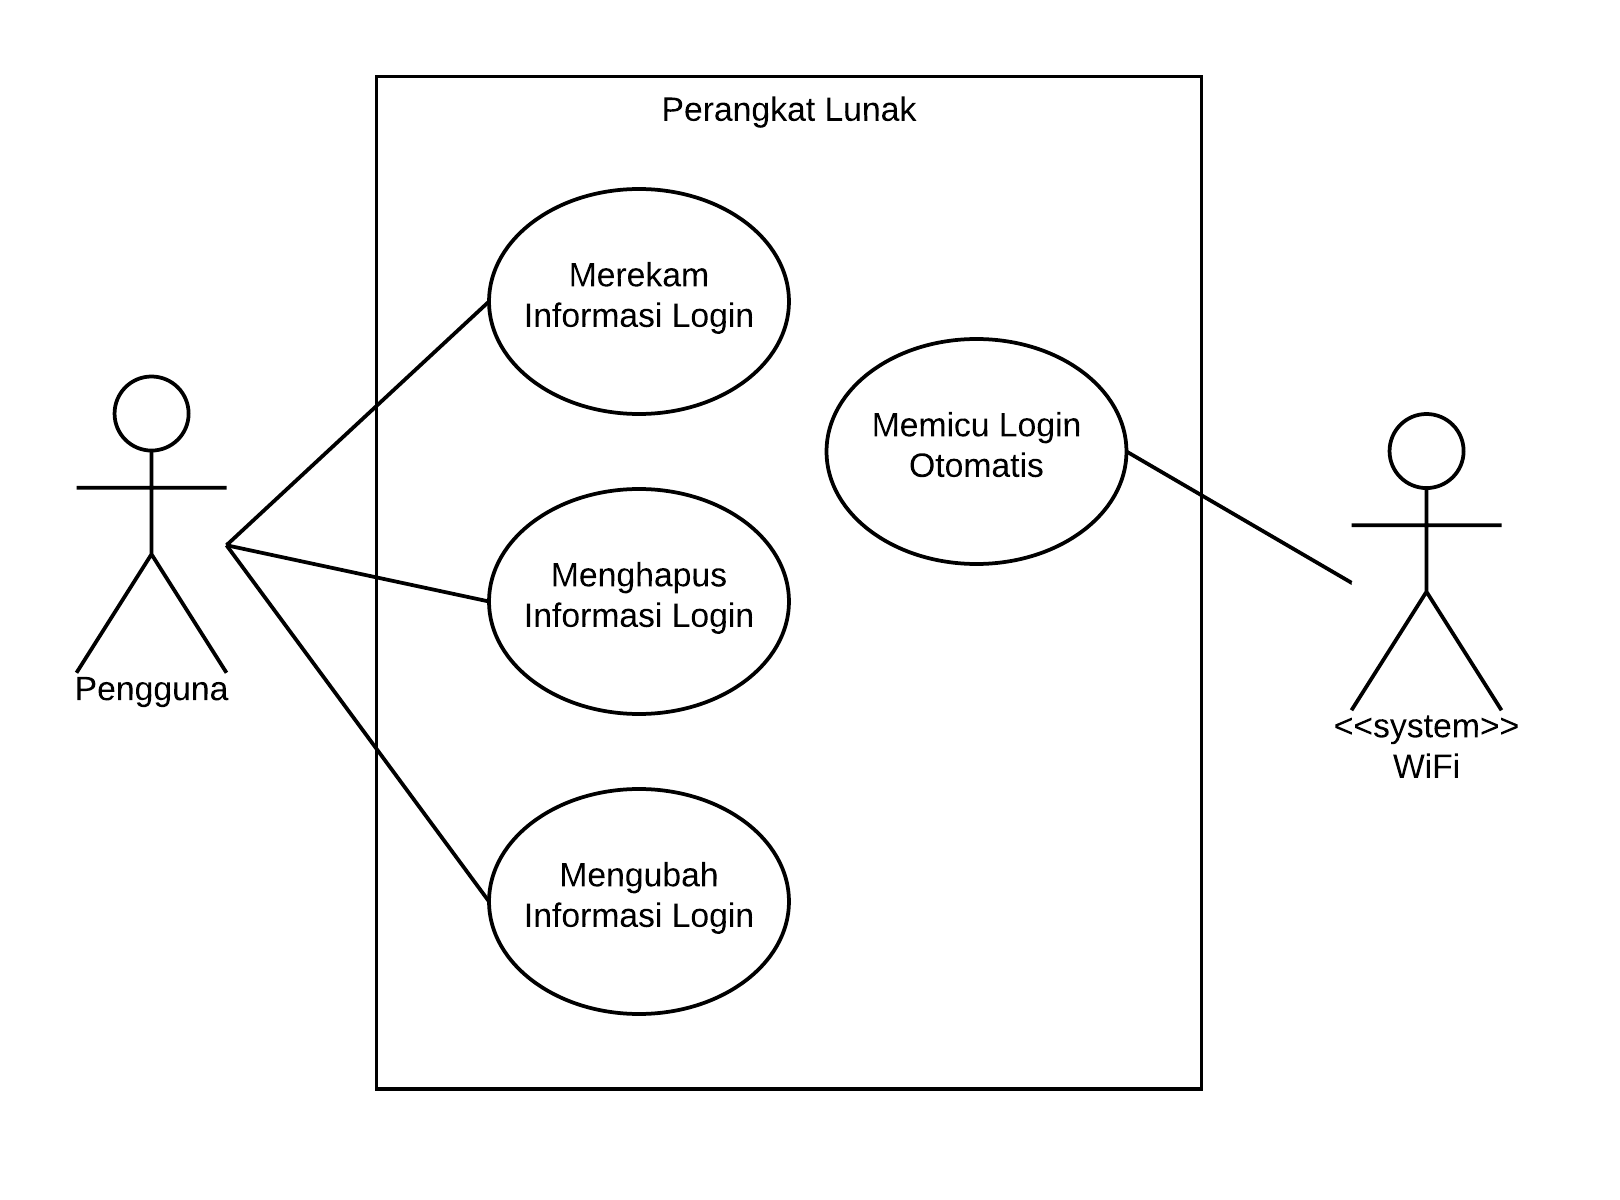 Perangkat Lunak
Merekam
Informasi Login
Memicu Login
Otomatis
Menghapus
Informasi Login
Pengguna
<<system>>
WiFi
Mengubah
Informasi Login